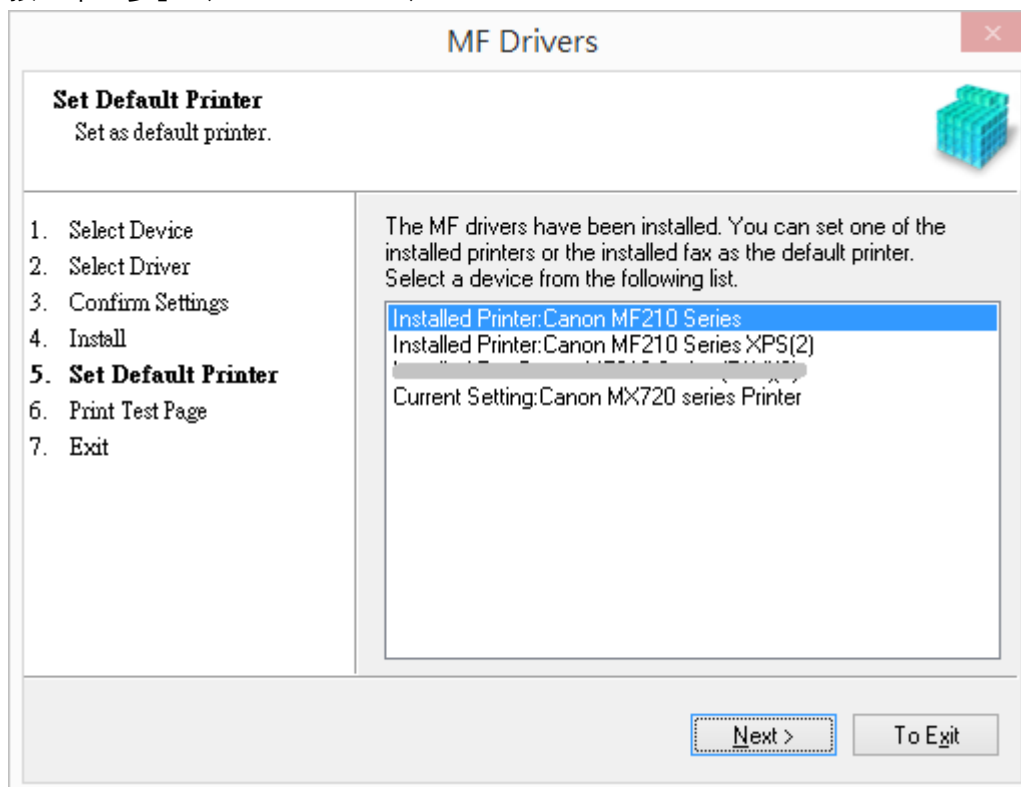 MF Drivers
Set Default Printer
Set as default printer.
1. Select Device
2. Select Driver
3. Confirm Settings
4. Install
5. Set Default Printer
6. Print Test Page
7. Exit
The MF drivers have been installed. You can set one of the
installed printers or the installed fax as the default printer.
Select a device from the following list.
Installed Printer:Canon MF210 Series
Installed Printer:Canon MF210 Series XPS(2)
Current Setting:Canon MX720 series Printer
Next >
To Exit